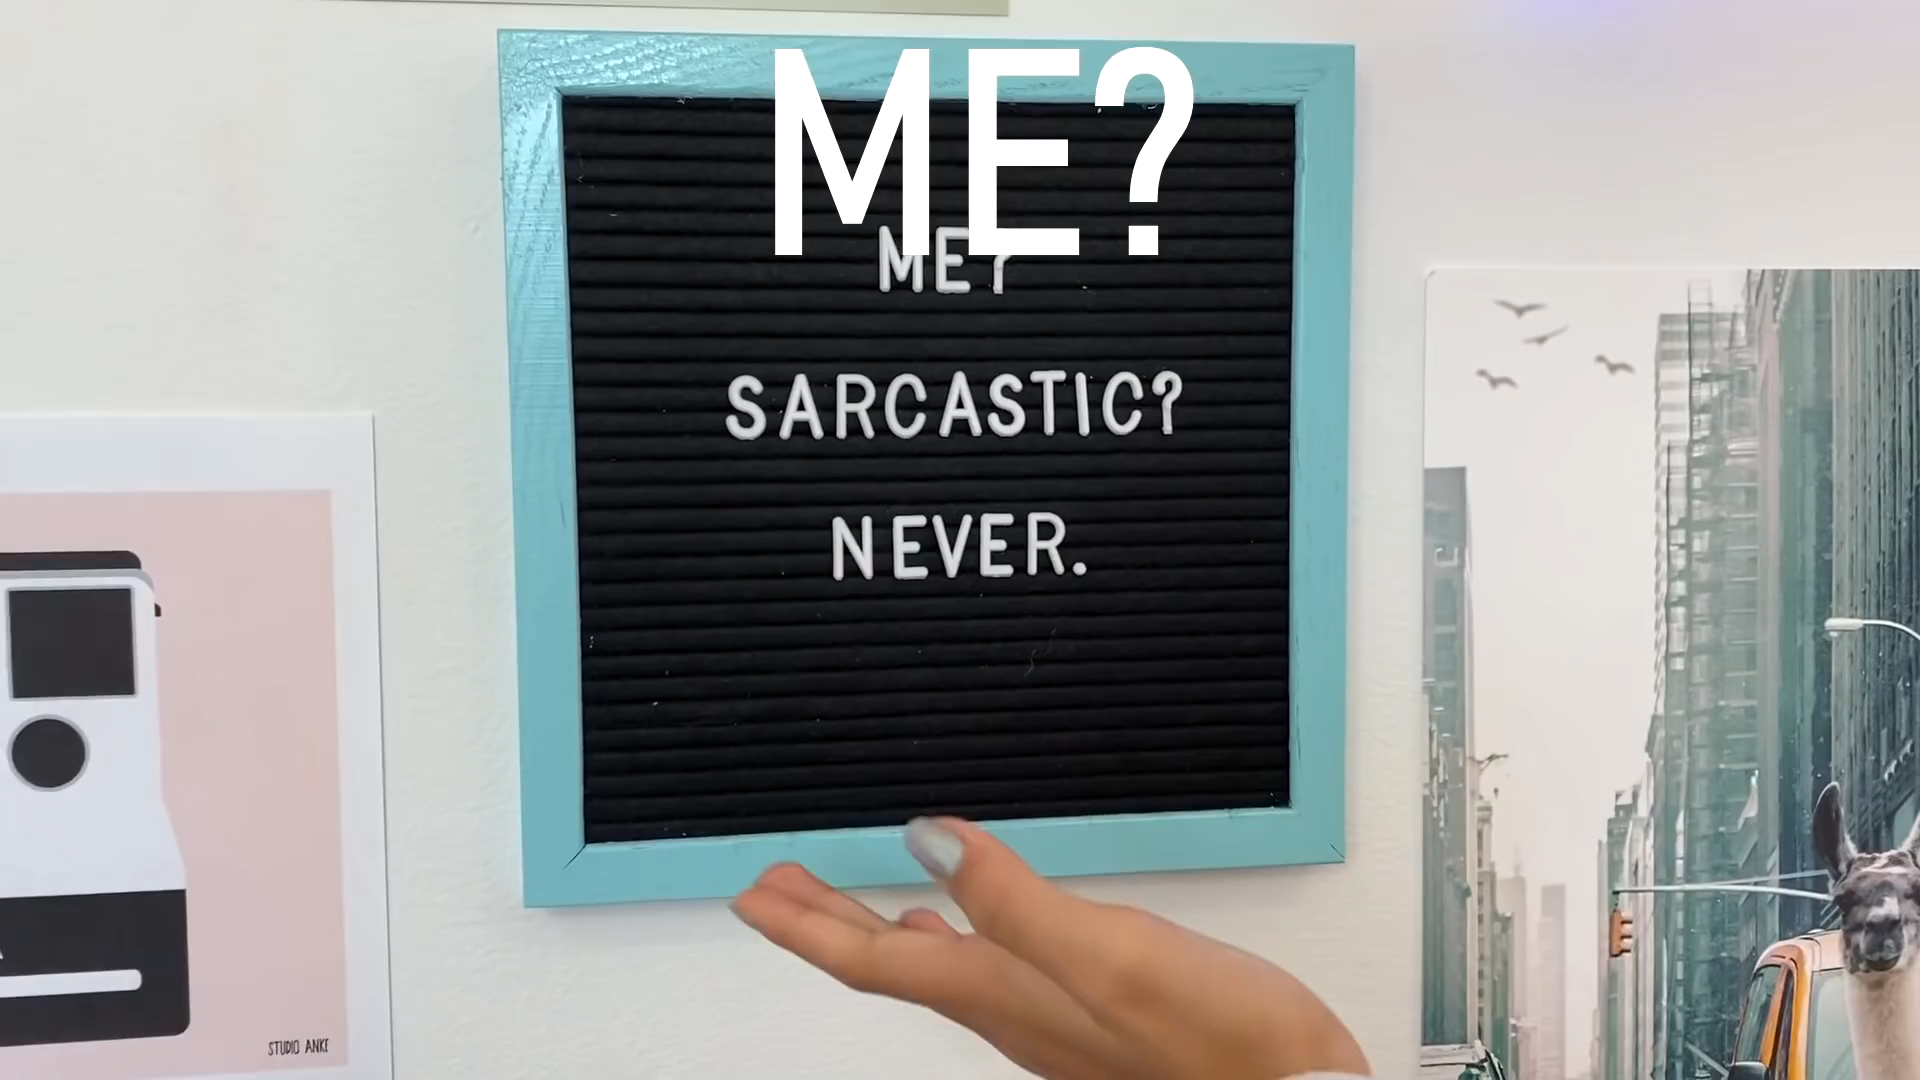 ME?
ME?
SARCASTIC?
NEVER.
STUDIO ANKE